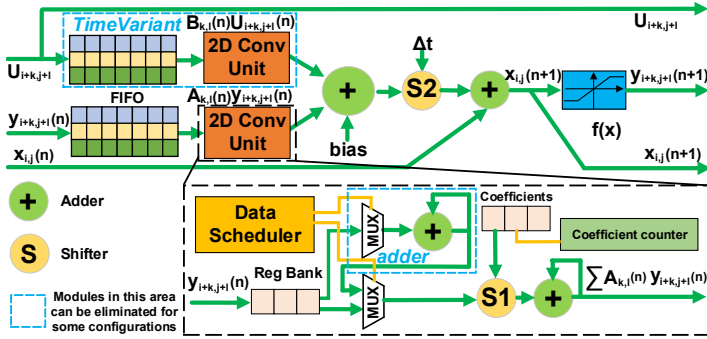 U_{i+k,j+l}
TimeVariant
B_{k,l}(n)U_{i+k,j+l}(n)
2D Conv
Unit
U_{i+k,j+l}
Δt
FIFO
A_{k,l}(n)y_{i+k,j+l}(n)
+
S2
+
x_{i,j}(n+1)
y_{i+k,j+l}(n+1)
y_{i+k,j+l}(n)
2D Conv
Unit
bias
f(x)
x_{i,j}(n)
x_{i,j}(n+1)
+
Adder
S
Shifter
Modules in this area
can be eliminated for
some configurations
Data
Scheduler
MUX
+
adder
Coefficients
Coefficient counter
y_{i+k,j+l}(n)
Reg Bank
MUX
S1
+
∑A_{k,l}(n) y_{i+k,j+l}(n)